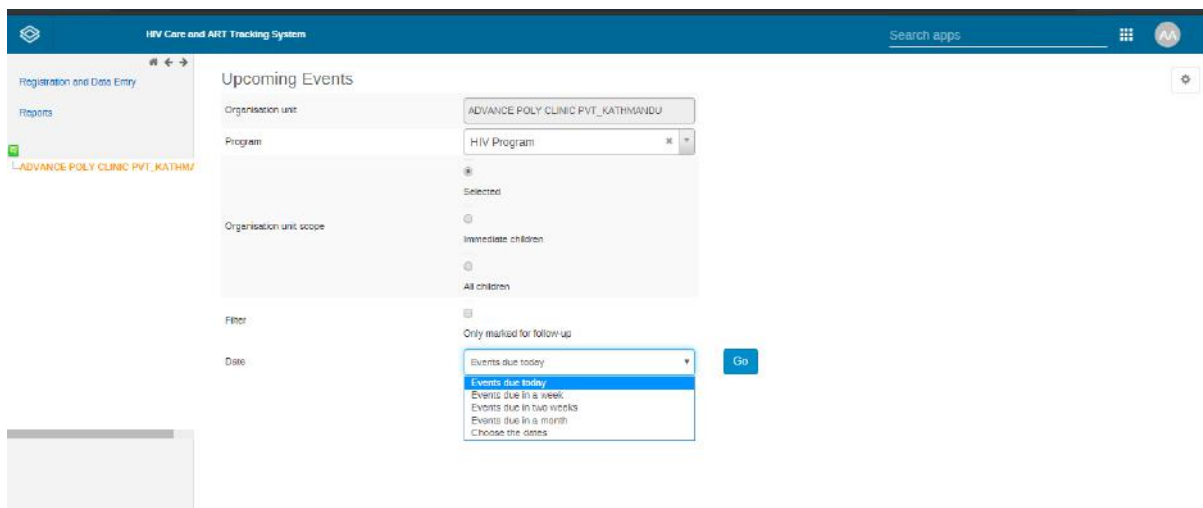 HIV Care and ART Tracking System
Search apps
AA
Registration and Data Entry
Reports
ADVANCE POLY CLINIC PVT_KATHMA
Upcoming Events
Organisation unit
ADVANCE POLY CLINIC PVT_KATHMANDU
Program
HIV Program
Organisation unit scope
Selected
Immediate children
All children
Filter
Only marked for follow-up
Date
Events due today
Go
Events due today
Events due in a week
Events due in two weeks
Events due in a month
Choose the dates